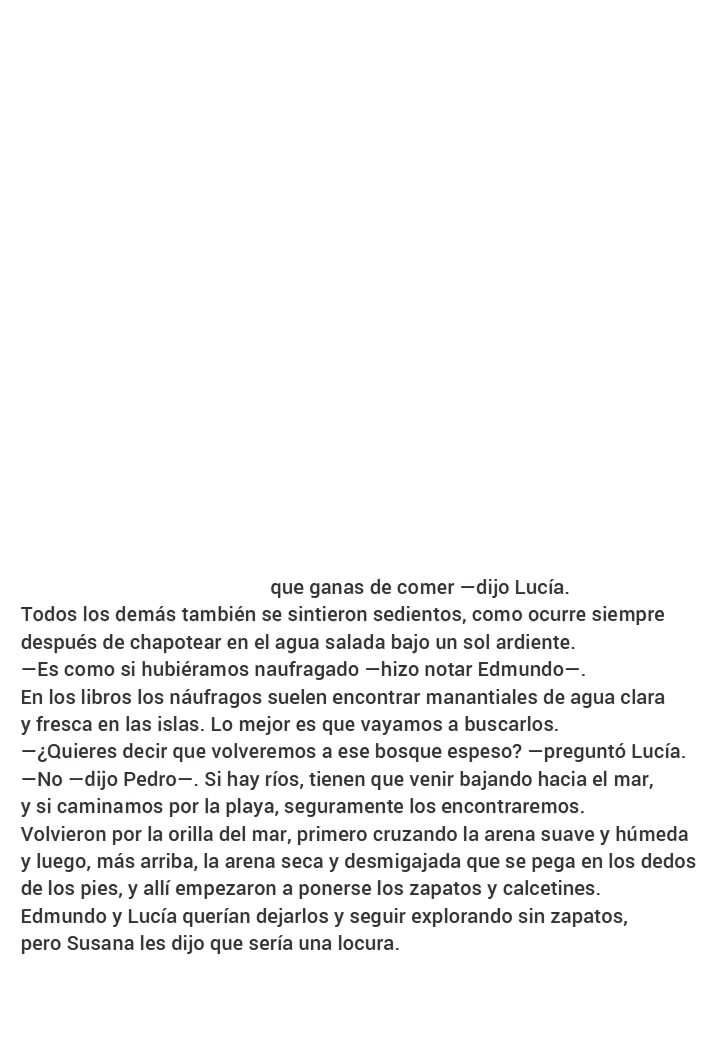 que ganas de comer —dijo Lucía.
Todos los demás también se sintieron sedientos, como ocurre siempre
después de chapotear en el agua salada bajo un sol ardiente.
—Es como si hubiéramos naufragado —hizo notar Edmundo—.
En los libros los náufragos suelen encontrar manantiales de agua clara
y fresca en las islas. Lo mejor es que vayamos a buscarlos.
—¿Quieres decir que volveremos a ese bosque espeso? —preguntó Lucía.
—No —dijo Pedro—. Si hay ríos, tienen que venir bajando hacia el mar,
y si caminamos por la playa, seguramente los encontraremos.
Volvieron por la orilla del mar, primero cruzando la arena suave y húmeda
y luego, más arriba, la arena seca y desmigajada que se pega en los dedos
de los pies, y allí empezaron a ponerse los zapatos y calcetines.
Edmundo y Lucía querían dejarlos y seguir explorando sin zapatos,
pero Susana les dijo que sería una locura.